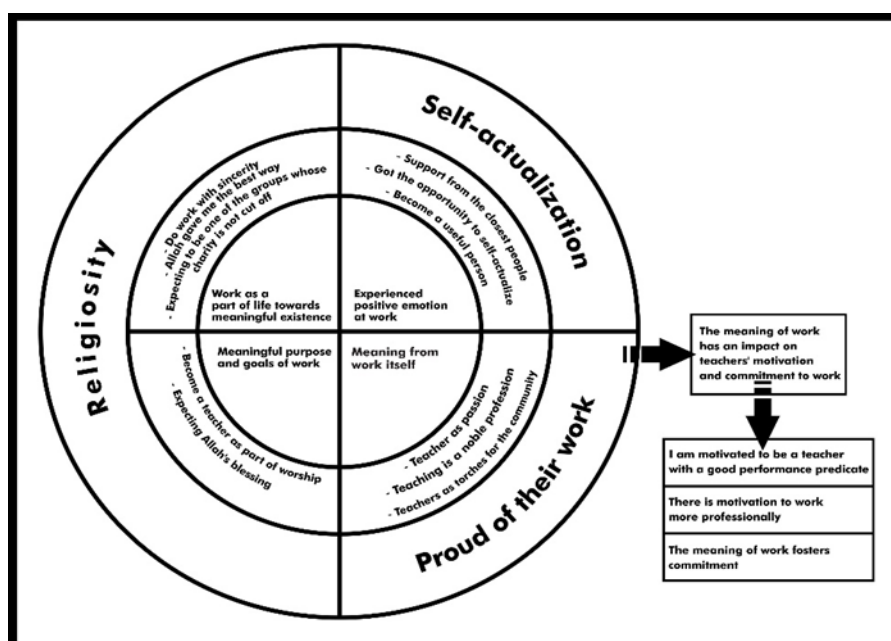 Religiosity
Self-actualization
Proud of their work
- Do work with sincerity
- Allah gave me the best way
- Expecting to be one of the groups whose
charity is not cut off
- Support from the closest people
- Got the opportunity to self-actualize
- Become a useful person
Work as a
part of life towards
meaningful existence
Experienced
positive emotion
at work
Meaningful purpose
and goals of work
Meaning from
work itself
- Become a teacher as part of worship
- Expecting Allah's blessing
- Teacher as passion
- Teaching is a noble profession
- Teachers as torches for the community
The meaning of work
has an impact on
teachers' motivation
and commitment to work
I am motivated to be a teacher
with a good performance predicate
There is motivation to work
more professionally
The meaning of work fosters
commitment